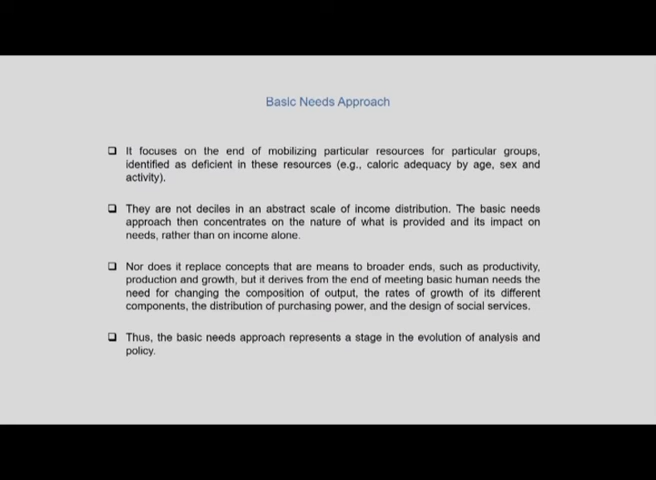 Basic Needs Approach
❑ It focuses on the end of mobilizing particular resources for particular groups,
identified as deficient in these resources (e.g., caloric adequacy by age, sex and
activity).
❑ They are not deciles in an abstract scale of income distribution. The basic needs
approach then concentrates on the nature of what is provided and its impact on
needs, rather than on income alone.
❑ Nor does it replace concepts that are means to broader ends, such as productivity,
production and growth, but it derives from the end of meeting basic human needs the
need for changing the composition of output, the rates of growth of its different
components, the distribution of purchasing power, and the design of social services.
❑ Thus, the basic needs approach represents a stage in the evolution of analysis and
policy.